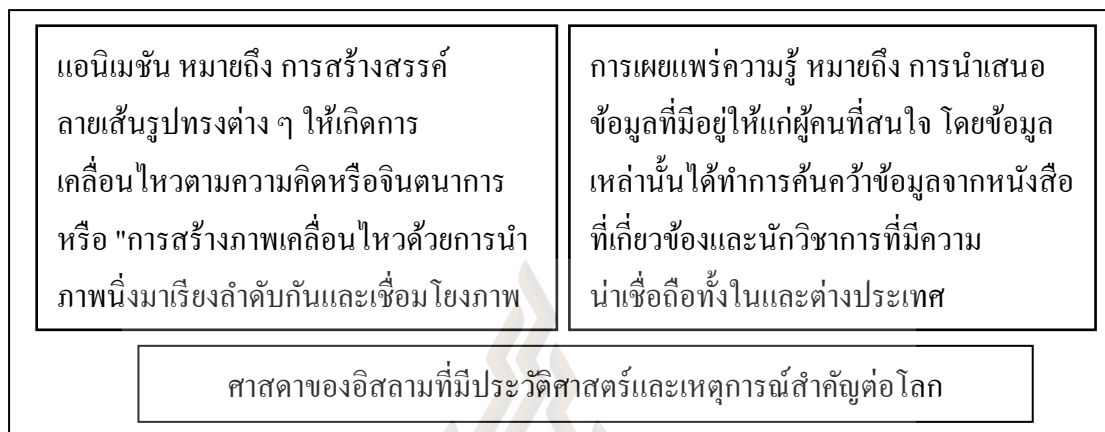 แอนิเมชัน หมายถึง การสร้างสรรค์
ลายเส้นรูปทรงต่าง ๆ ให้เกิดการ
เคลื่อนไหวตามความคิดหรือจินตนาการ
หรือ "การสร้างภาพเคลื่อนไหวด้วยการนำ
ภาพนิ่งมาเรียงลำดับกันและเชื่อมโยงภาพ
การเผยแพร่ความรู้ หมายถึง การนำเสนอ
ข้อมูลที่มีอยู่ให้แก่ผู้คนที่สนใจ โดยข้อมูล
เหล่านั้นได้ทำการค้นคว้าข้อมูลจากหนังสือ
ที่เกี่ยวข้องและนักวิชาการที่มีความ
น่าเชื่อถือทั้งในและต่างประเทศ
ศาสดาของอิสลามที่มีประวัติศาสตร์และเหตุการณ์สำคัญต่อโลก